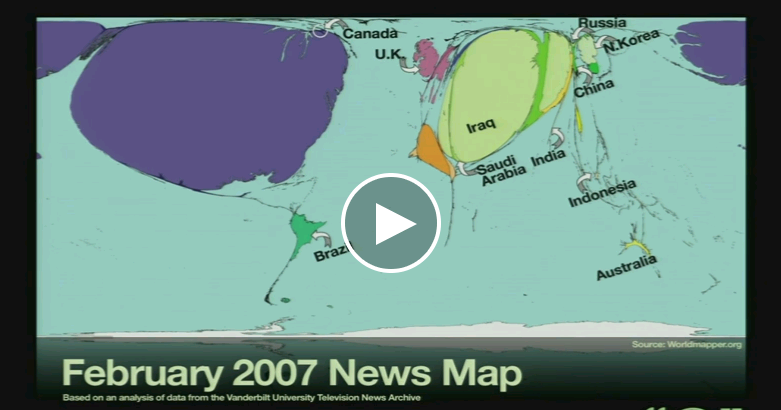 Canada
Russia
U.K.
N.Korea
China
Iraq
Saudi
Arabia
India
Indonesia
Australia
Source: Worldmapper.org
February 2007 News Map
Based on an analysis of data from the Vanderbilt University Television News Archive